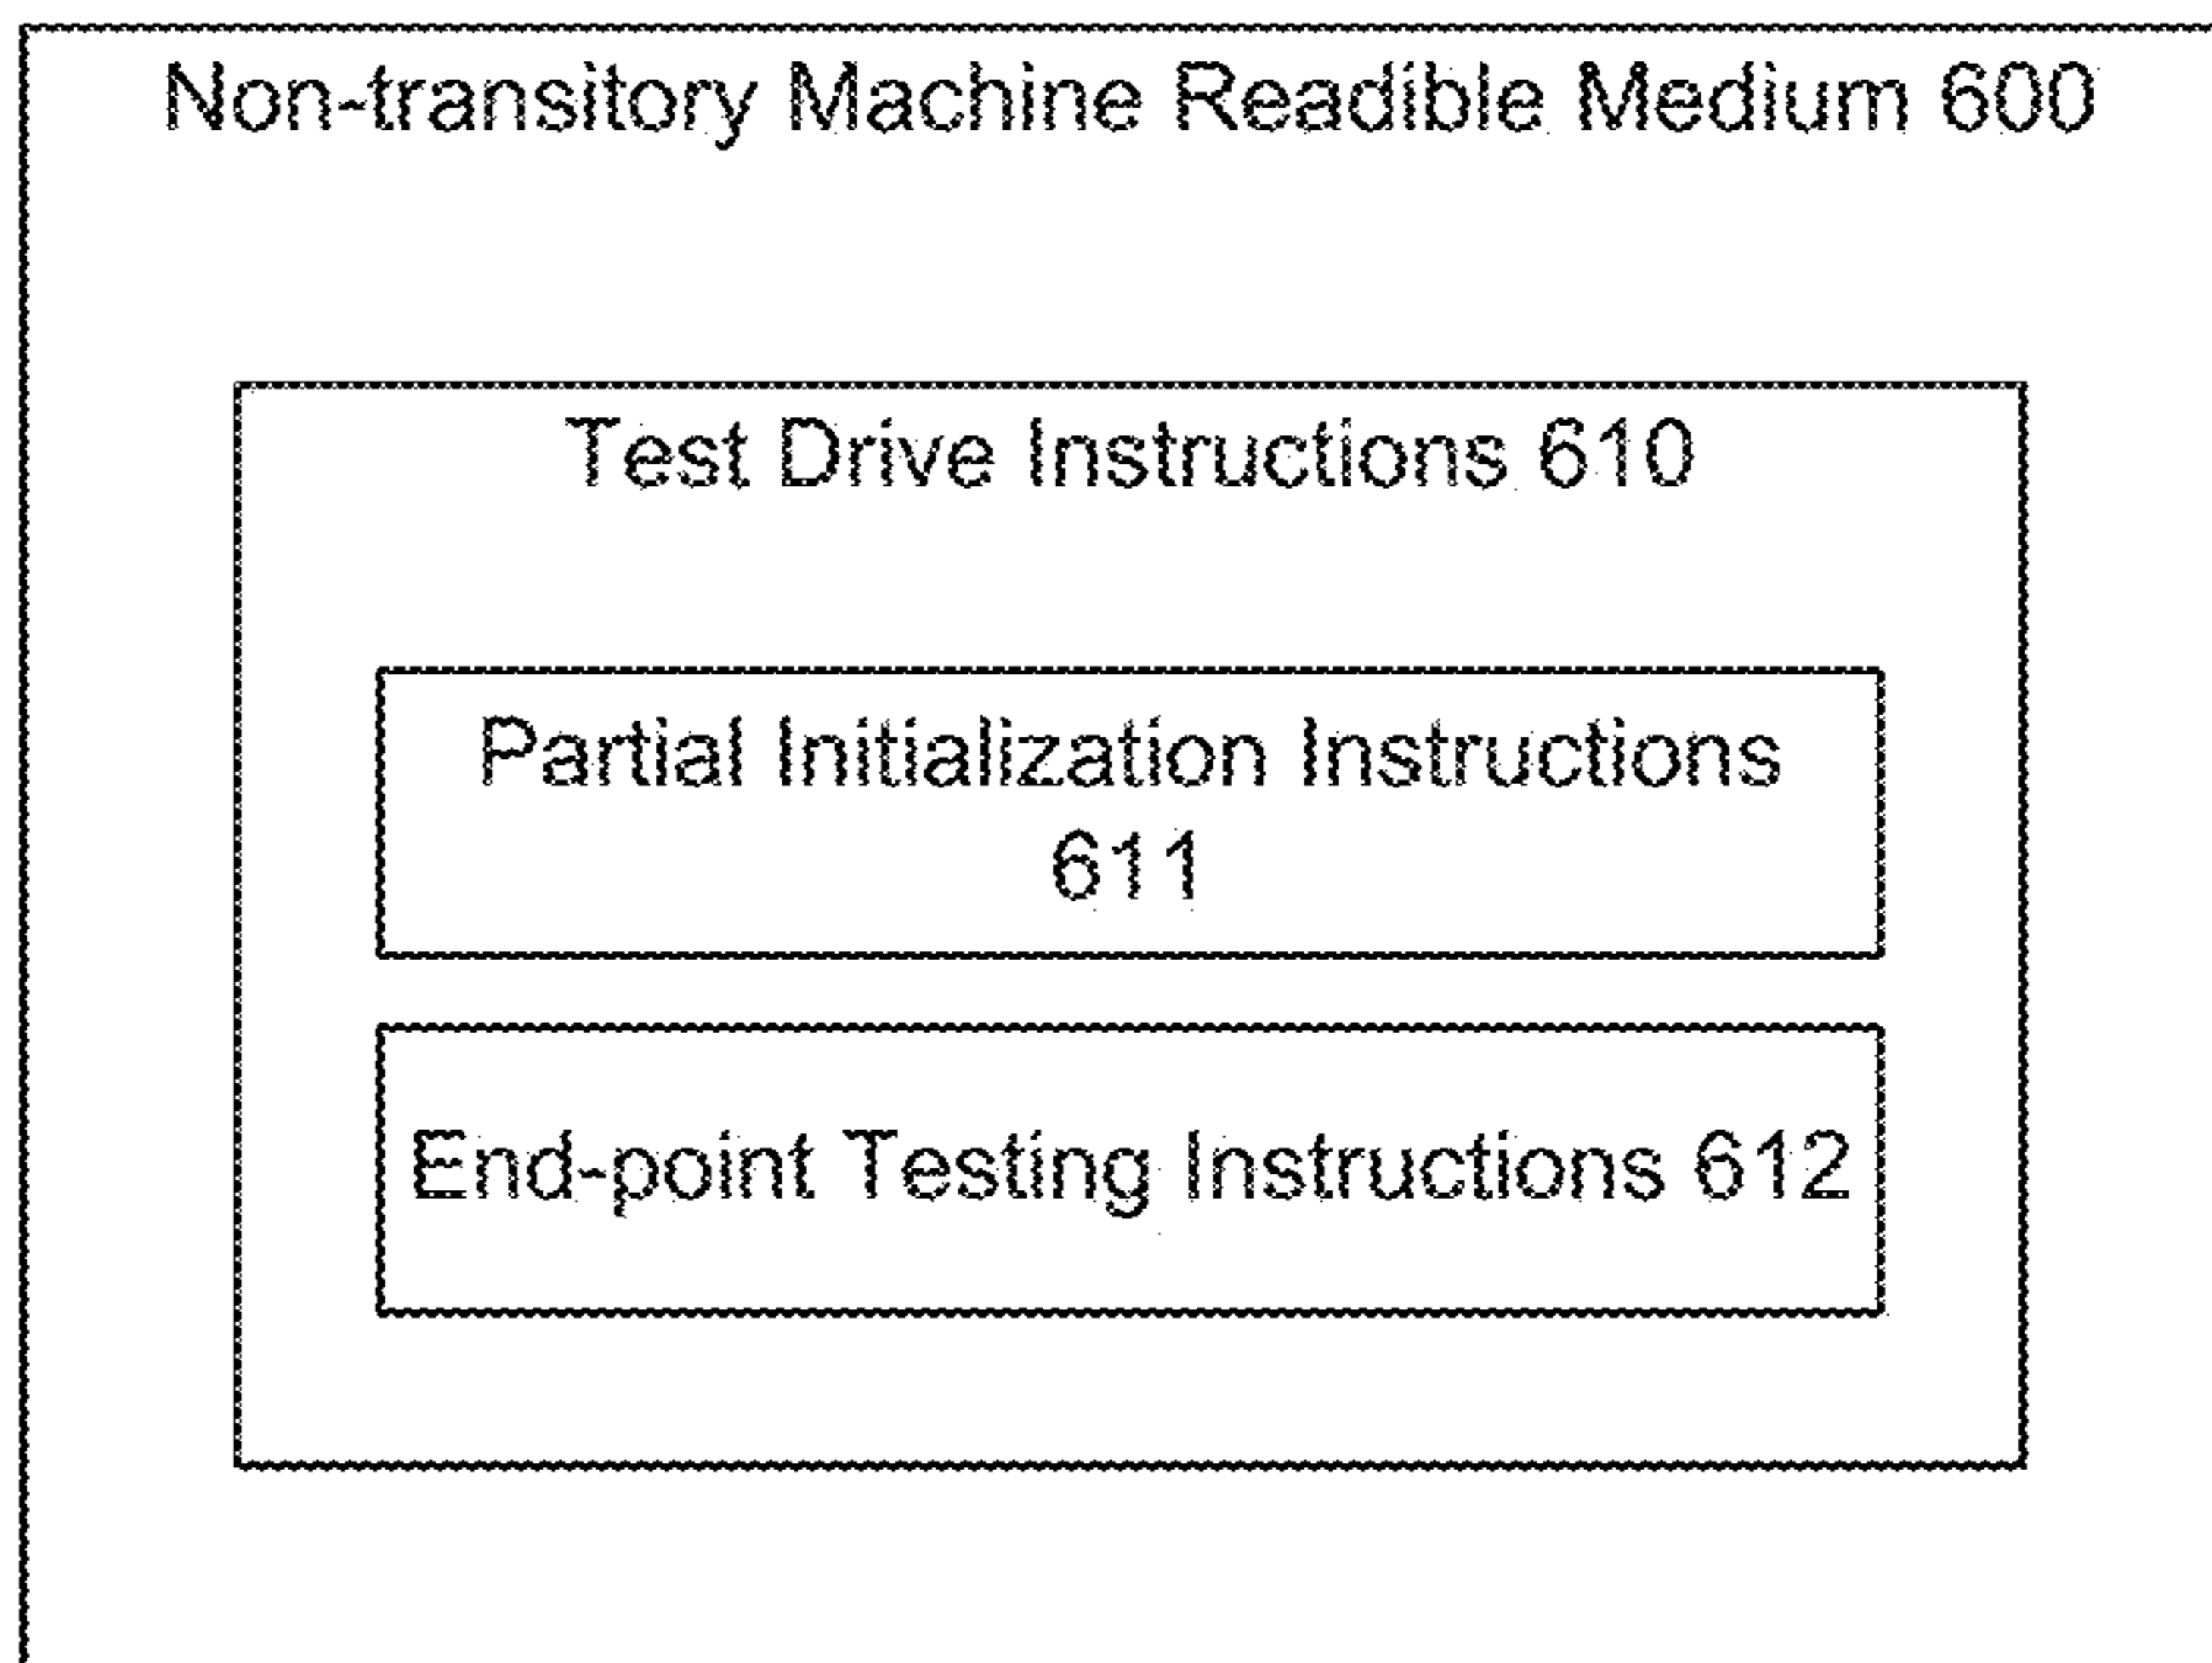 Non-transitory Machine Readible Medium 600
Test Drive Instructions 610
Partial Initialization Instructions
611
End-point Testing Instructions 612